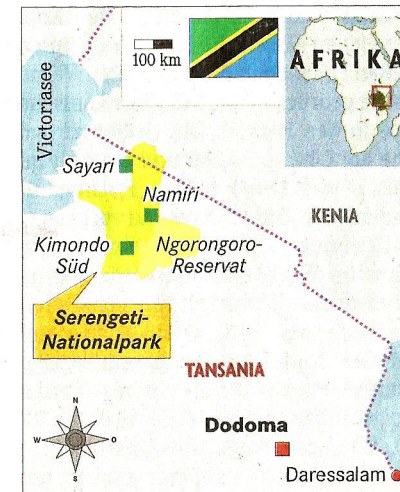 100 km
AFRIKA
Victoriasee
Sayari
Namiri
KENIA
Kimondo
Süd
Ngorongoro-
Reservat
Serengeti-
Nationalpark
TANSANIA
N
W
O
S
Dodoma
Daressalam